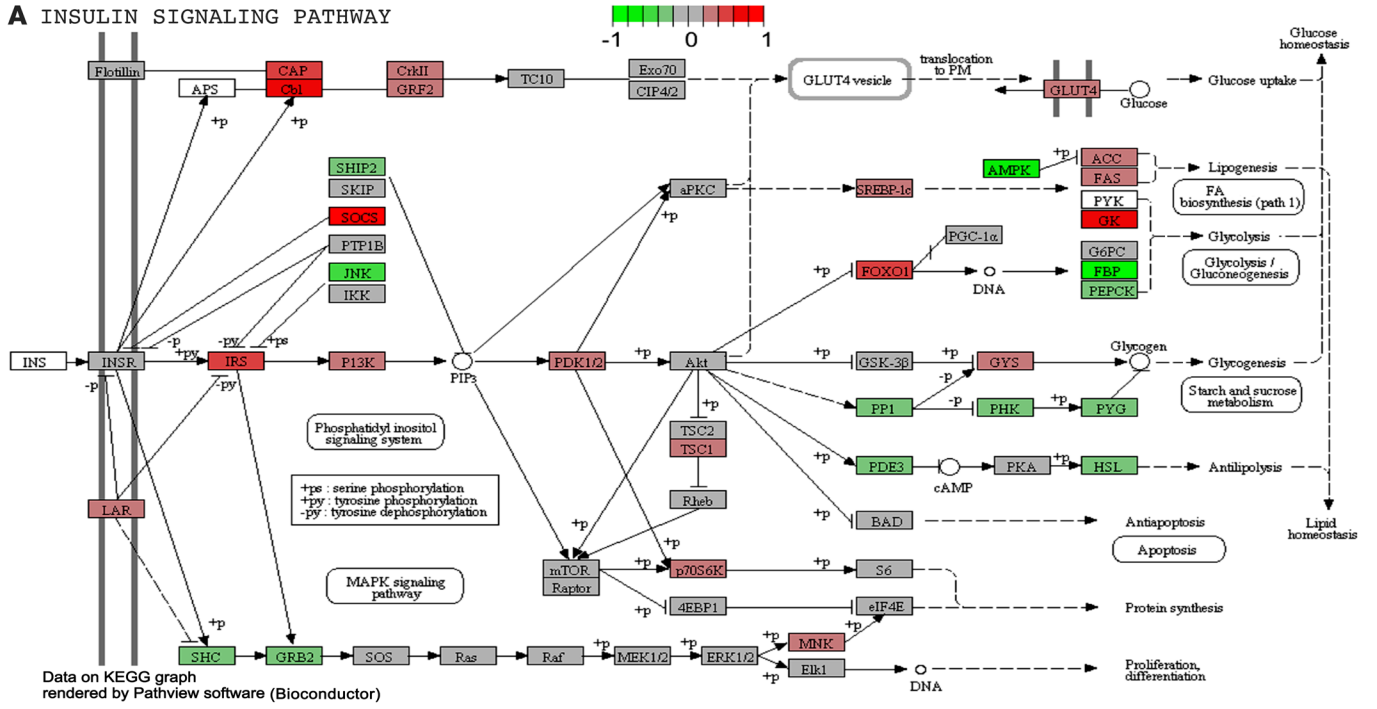 A INSULIN SIGNALING PATHWAY
-1 0 1
Glucose
homeostasis
Flotillin
CAP
Cbl
APS
CrkII
GRF2
TC10
Exo70
CIP4/2
GLUT4 vesicle
translocation
to PM
GLUT4
Glucose
Glucose uptake
+p
+p
SHIP2
SKIP
SOCS
PTP1B
JNK
IKK
aPKC
+p
SREBP-1c
AMPK
+p
ACC
FAS
PYK
GK
G6PC
FBP
PEPCK
Lipogenesis
FA
biosynthesis (path 1)
Glycolysis
Glycolysis /
Gluconeogenesis
PGC-1α
+p
FOXO1
DNA
INS
INSR
-p
+py
-p
IRS
-py
+ps
-py
P13K
PIP3
PDK1/2
+p
Akt
+p
GSK-3β
+p
-p
GYS
Glycogen
Glycogenesis
Starch and sucrose
metabolism
PP1
-p
PHK
+p
PYG
+p
TSC2
TSC1
Rheb
+p
PDE3
cAMP
PKA
+p
HSL
Antilipolysis
Lipid
homeostasis
+p
BAD
Antiapoptosis
Apoptosis
Phosphatidyl inositol
signaling system
+ps : serine phosphorylation
+py : tyrosine phosphorylation
-py : tyrosine dephosphorylation
LAR
MAPK signaling
pathway
+p
mTOR
Raptor
+p
+p
+p
p70S6K
+p
S6
4EBP1
eIF4E
Protein synthesis
+p
SHC
GRB2
SOS
Ras
Raf
+p
MEK1/2
+p
ERK1/2
+p
+p
MNK
+p
Elk1
DNA
Proliferation,
differentiation
Data on KEGG graph
rendered by Pathview software (Bioconductor)